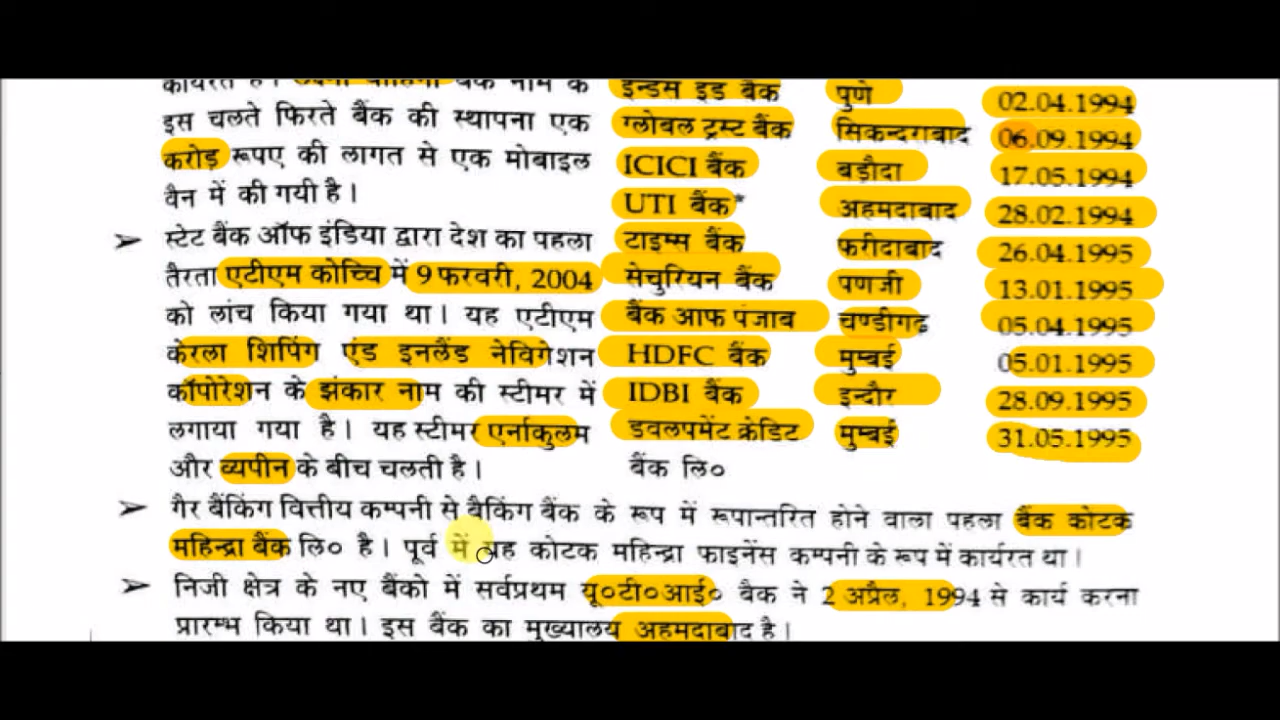 कार्यरत है। लक्ष्मी वाहिनी बैंक नाम के
इस चलते फिरते बैंक की स्थापना एक
करोड़ रूपए की लागत से एक मोबाइल
वैन में की गयी है।
➢ स्टेट बैंक ऑफ इंडिया द्वारा देश का पहला
तैरता एटीएम कोच्चि में 9 फरवरी, 2004
को लांच किया गया था। यह एटीएम
केरला शिपिंग एंड इनलैंड नेविगेशन
कॉपोरेशन के झंकार नाम की स्टीमर में
लगाया गया है। यह स्टीमर एर्नाकुलम
और व्यपीन के बीच चलती है।
इन्डस इड बैंक पुणे 02.04.1994
ग्लोबल ट्रस्ट बैंक सिकन्दराबाद 06.09.1994
ICICI बैंक बड़ौदा 17.05.1994
UTI बैंक* अहमदाबाद 28.02.1994
टाइम्स बैंक फरीदाबाद 26.04.1995
सेचुरियन बैंक पणजी 13.01.1995
बैंक आफ पंजाब चण्डीगढ़ 05.04.1995
HDFC बैंक मुम्बई 05.01.1995
IDBI बैंक इन्दौर 28.09.1995
डवलपमेंट क्रेडिट मुम्बई 31.05.1995
बैंक लि०
➢ गैर बैंकिंग वित्तीय कम्पनी से बैकिंग बैंक के रूप में रूपान्तरित होने वाला पहला बैंक कोटक
महिन्द्रा बैंक लि० है। पूर्व में यह कोटक महिन्द्रा फाइनेंस कम्पनी के रूप में कार्यरत था।
➢ निजी क्षेत्र के नए बैंको में सर्वप्रथम यू०टी०आई० बैक ने 2 अप्रैल, 1994 से कार्य करना
प्रारम्भ किया था। इस बैंक का मुख्यालय अहमदाबाद है।